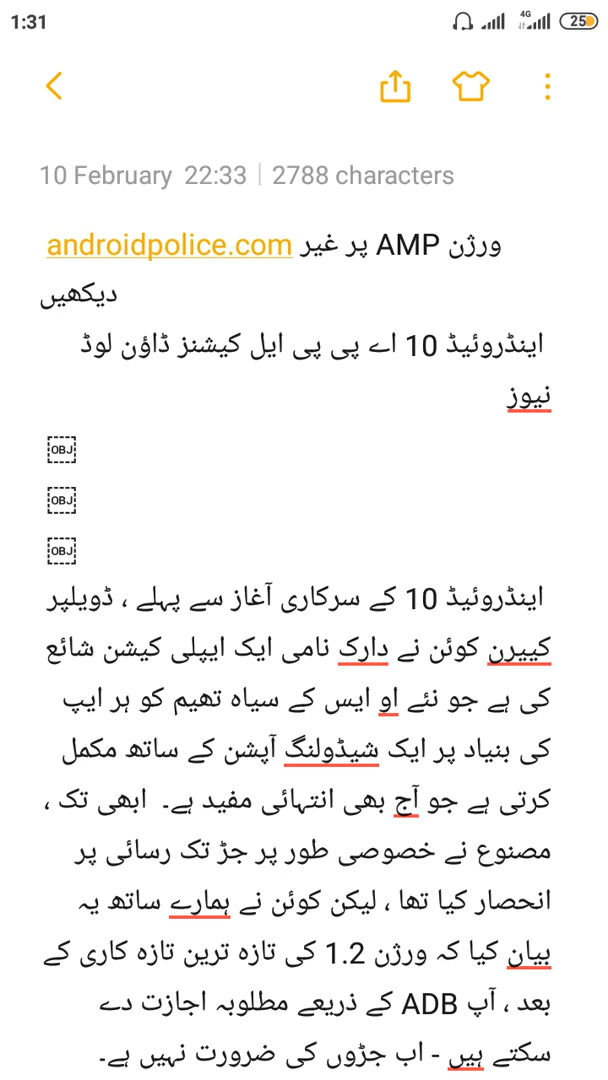 1:31
4G
25
10 February 22:33 | 2788 characters
ورژن AMP پر غیر androidpolice.com
دیکھیں
اینڈروئیڈ 10 اے پی پی ایل کیشنز ڈاؤن لوڈ
نیوز
OBJ
OBJ
OBJ
اینڈروئیڈ 10 کے سرکاری آغاز سے پہلے ، ڈویلپر
کییرن کوئن نے دارک نامی ایک ایپلی کیشن شائع
کی ہے جو نئے او ایس کے سیاہ تھیم کو ہر ایپ
کی بنیاد پر ایک شیڈولنگ آپشن کے ساتھ مکمل
کرتی ہے جو آج بھی انتہائی مفید ہے۔ ابھی تک ،
مصنوع نے خصوصی طور پر جڑ تک رسائی پر
انحصار کیا تھا ، لیکن کوئن نے ہمارے ساتھ یہ
بیان کیا کہ ورژن 1.2 کی تازہ ترین تازہ کاری کے
بعد ، آپ ADB کے ذریعے مطلوبہ اجازت دے
سکتے ہیں - اب جڑوں کی ضرورت نہیں ہے۔